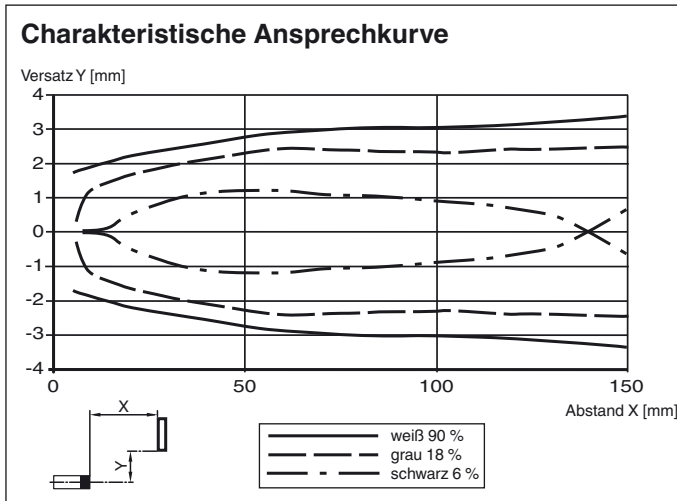 Charakteristische Ansprechkurve
Versatz Y [mm]
4
3
2
1
0
-1
-2
-3
-4
0 50 100 150
Abstand X [mm]
X
Y
weiß 90 %
grau 18 %
schwarz 6 %